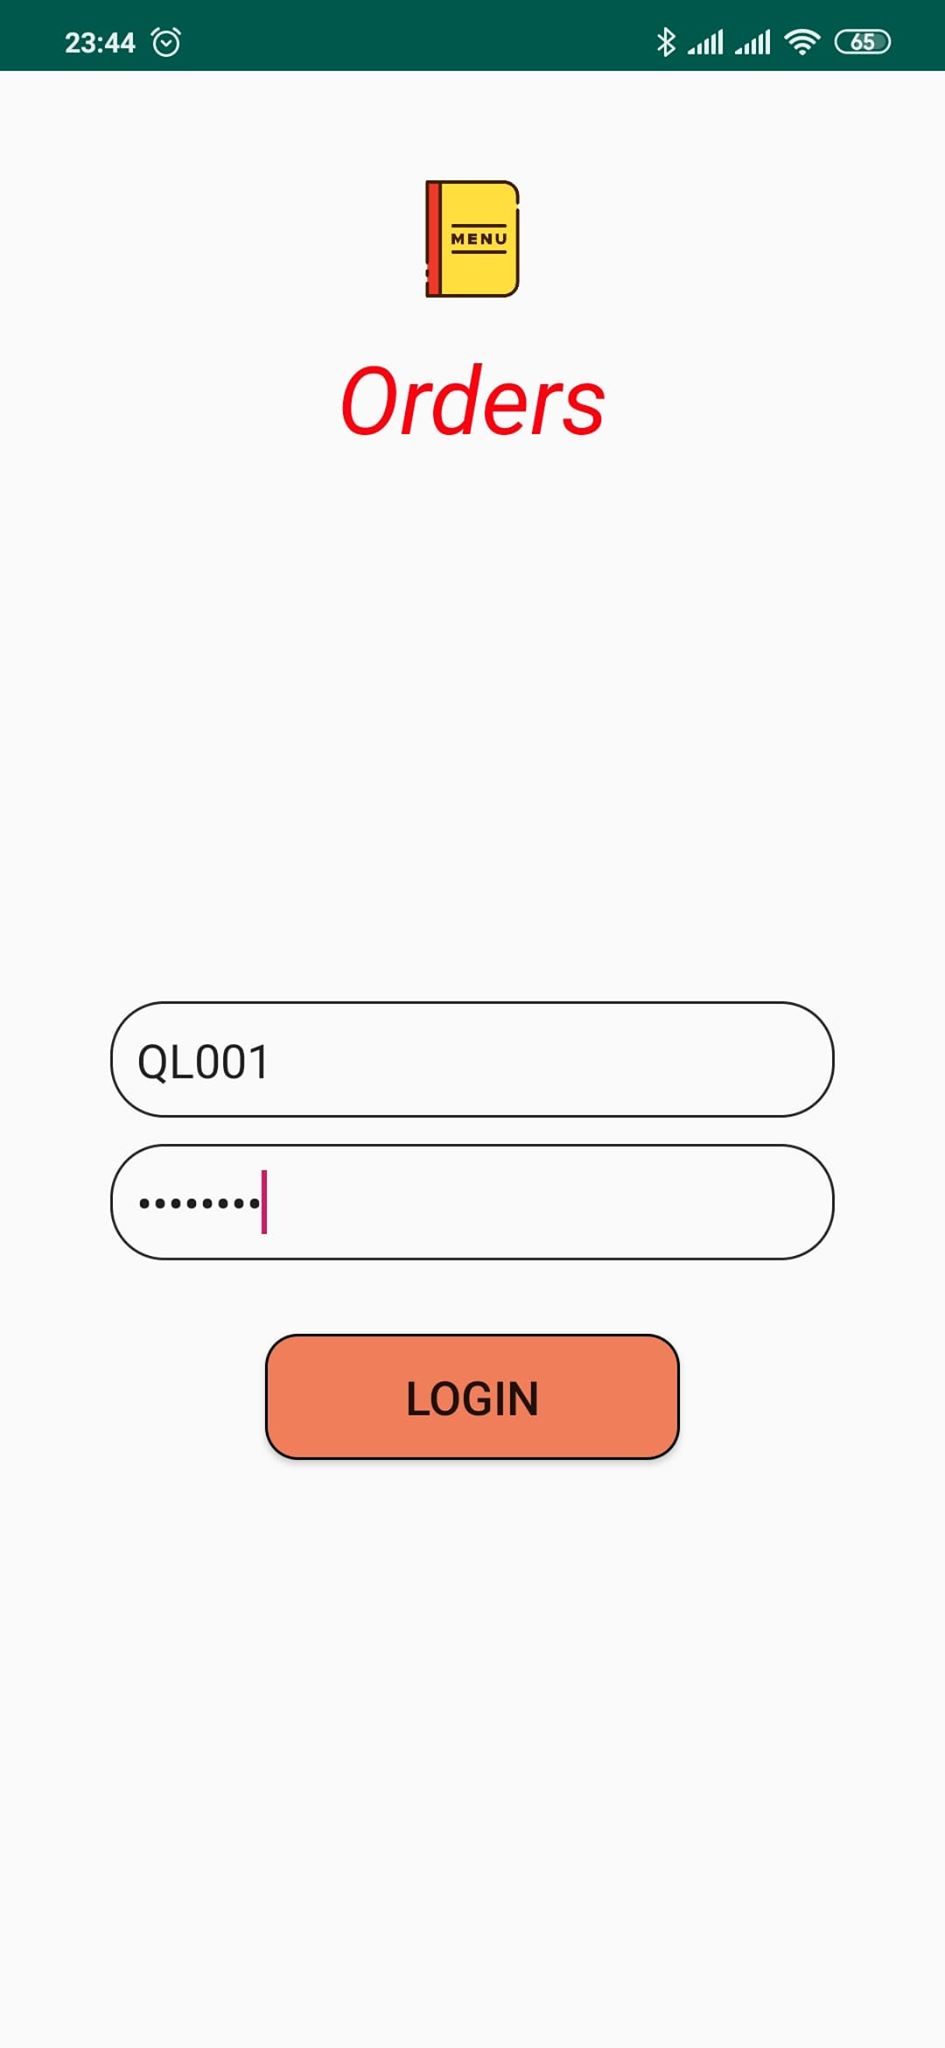 23:44 65
MENU
Orders
QL001
••••••••
LOGIN